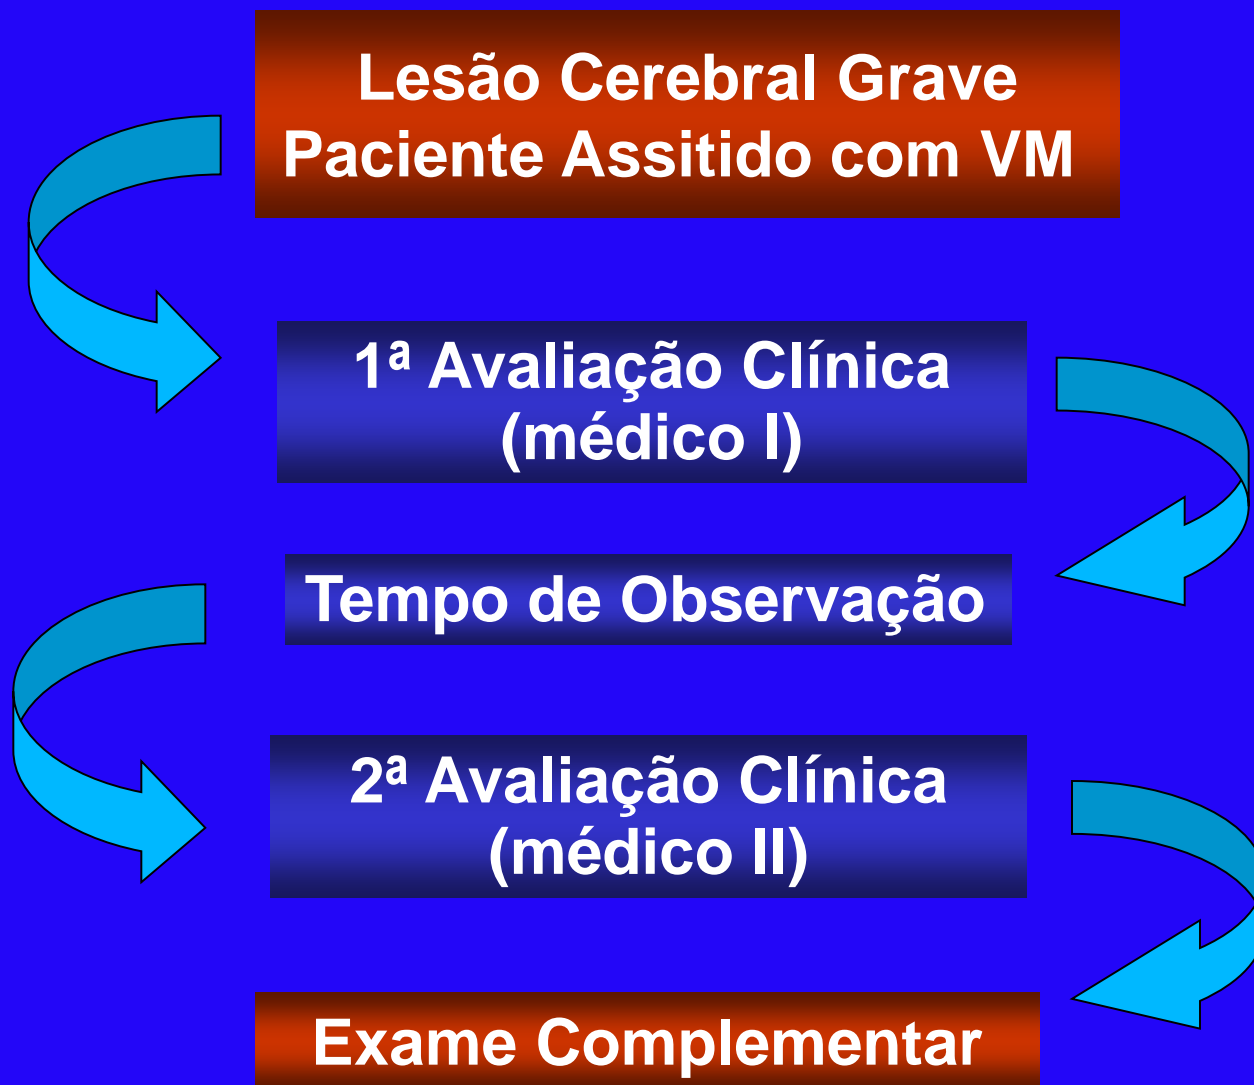 Lesão Cerebral Grave
Paciente Assitido com VM
1ª Avaliação Clínica
(médico I)
Tempo de Observação
2ª Avaliação Clínica
(médico II)
Exame Complementar